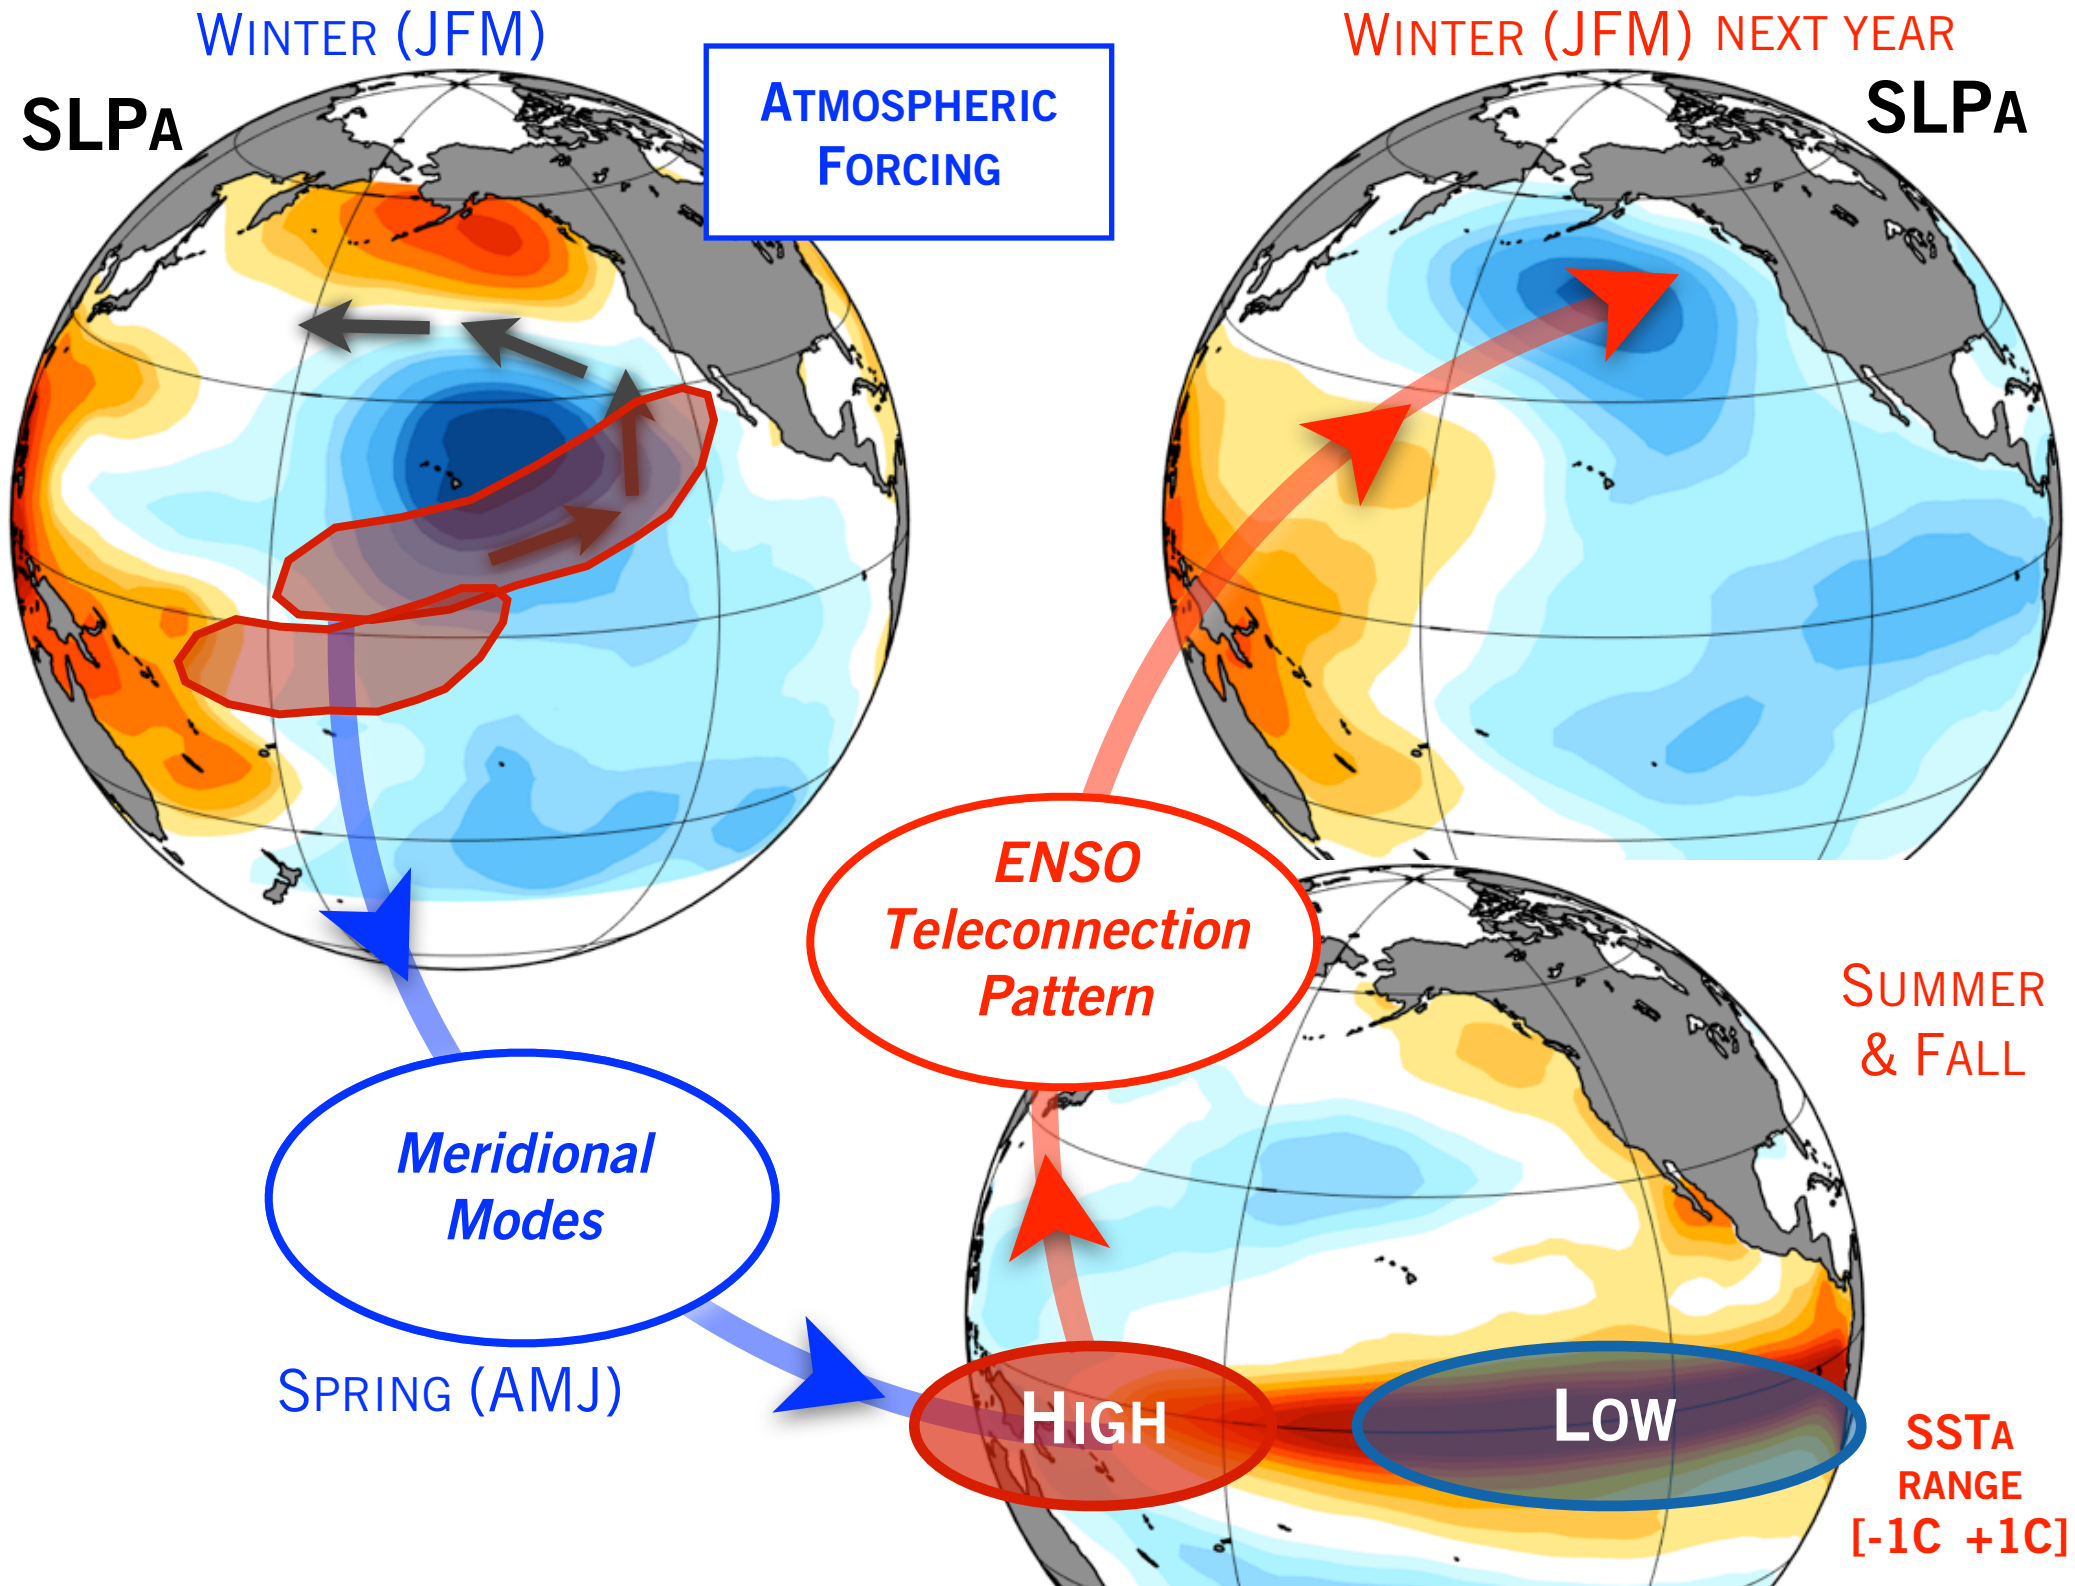 WINTER (JFM)
SLPA
ATMOSPHERIC
FORCING
WINTER (JFM) NEXT YEAR
SLPA
ENSO
Teleconnection
Pattern
SUMMER
& FALL
Meridional
Modes
SPRING (AMJ)
HIGH
LOW
SSTA
RANGE
[-1C +1C]